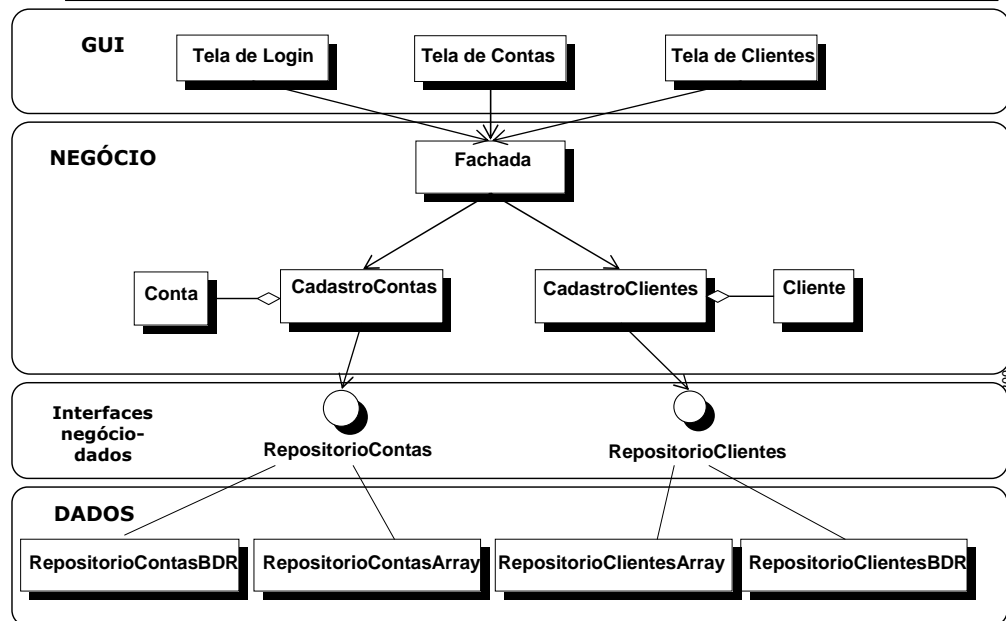 GUI
Tela de Login
Tela de Contas
Tela de Clientes
NEGÓCIO
Fachada
Conta
CadastroContas
CadastroClientes
Cliente
Interfaces
negócio-
dados
RepositorioContas
RepositorioClientes
DADOS
RepositorioContasBDR
RepositorioContasArray
RepositorioClientesArray
RepositorioClientesBDR